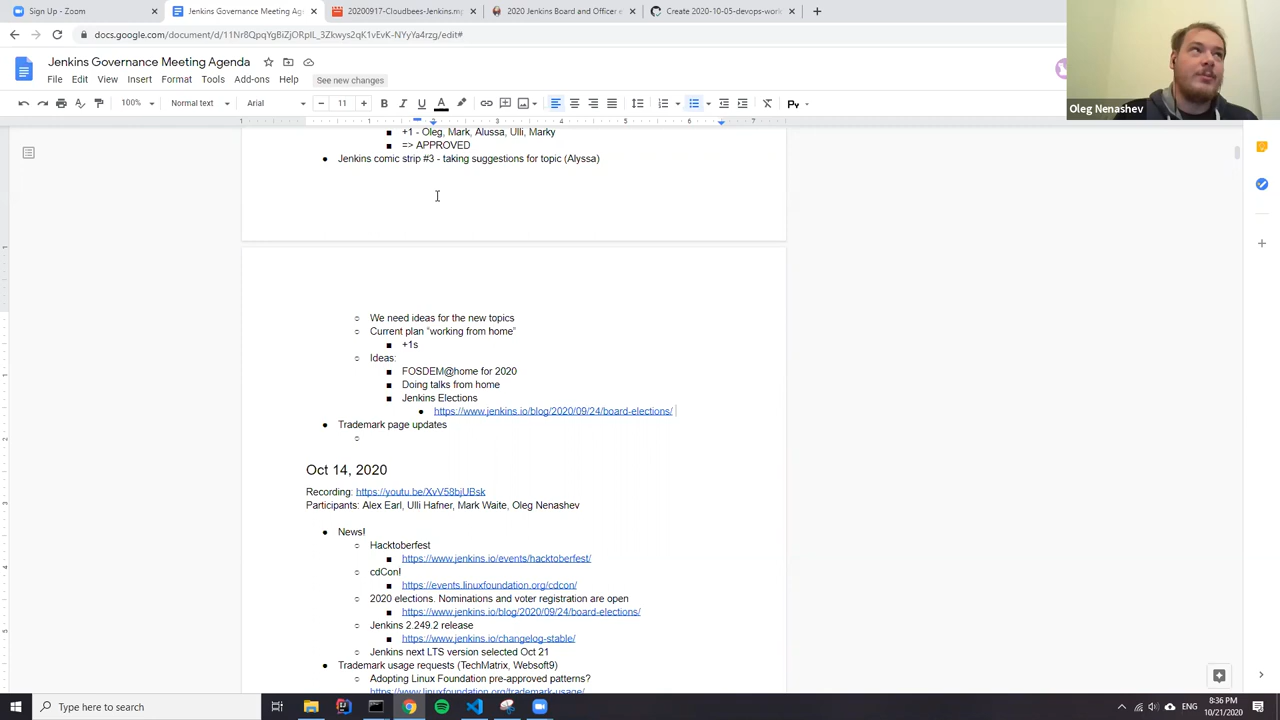 Sign Up - Zoom
Jenkins Governance Meeting Age
20200917-Cloudbees-Jenkins.mp
2020 Jenkins Board and Officer e
Create 2020-10-05-devops-work
docs.google.com/document/d/11Nr8QpqYgBiZjORpIL_3Zkwys2qK1vEvK-NYyYa4rzg/edit#
Jenkins Governance Meeting Agenda
File Edit View Insert Format Tools Add-ons Help See new changes
100% Normal text Arial 11
Oleg Nenashev
+1 - Oleg, Mark, Alussa, Ulli, Marky
=> APPROVED
Jenkins comic strip #3 - taking suggestions for topic (Alyssa)
We need ideas for the new topics
Current plan “working from home”
+1s
Ideas:
FOSDEM@home for 2020
Doing talks from home
Jenkins Elections
https://www.jenkins.io/blog/2020/09/24/board-elections/
Trademark page updates
Oct 14, 2020
Recording: https://youtu.be/XvV58bjUBsk
Participants: Alex Earl, Ulli Hafner, Mark Waite, Oleg Nenashev
News!
Hacktoberfest
https://www.jenkins.io/events/hacktoberfest/
cdCon!
https://events.linuxfoundation.org/cdcon/
2020 elections. Nominations and voter registration are open
https://www.jenkins.io/blog/2020/09/24/board-elections/
Jenkins 2.249.2 release
https://www.jenkins.io/changelog-stable/
Jenkins next LTS version selected Oct 21
Trademark usage requests (TechMatrix, Websoft9)
Adopting Linux Foundation pre-approved patterns?
https://www.linuxfoundation.org/trademark-usage/
Type here to search
ENG
8:36 PM
10/21/2020